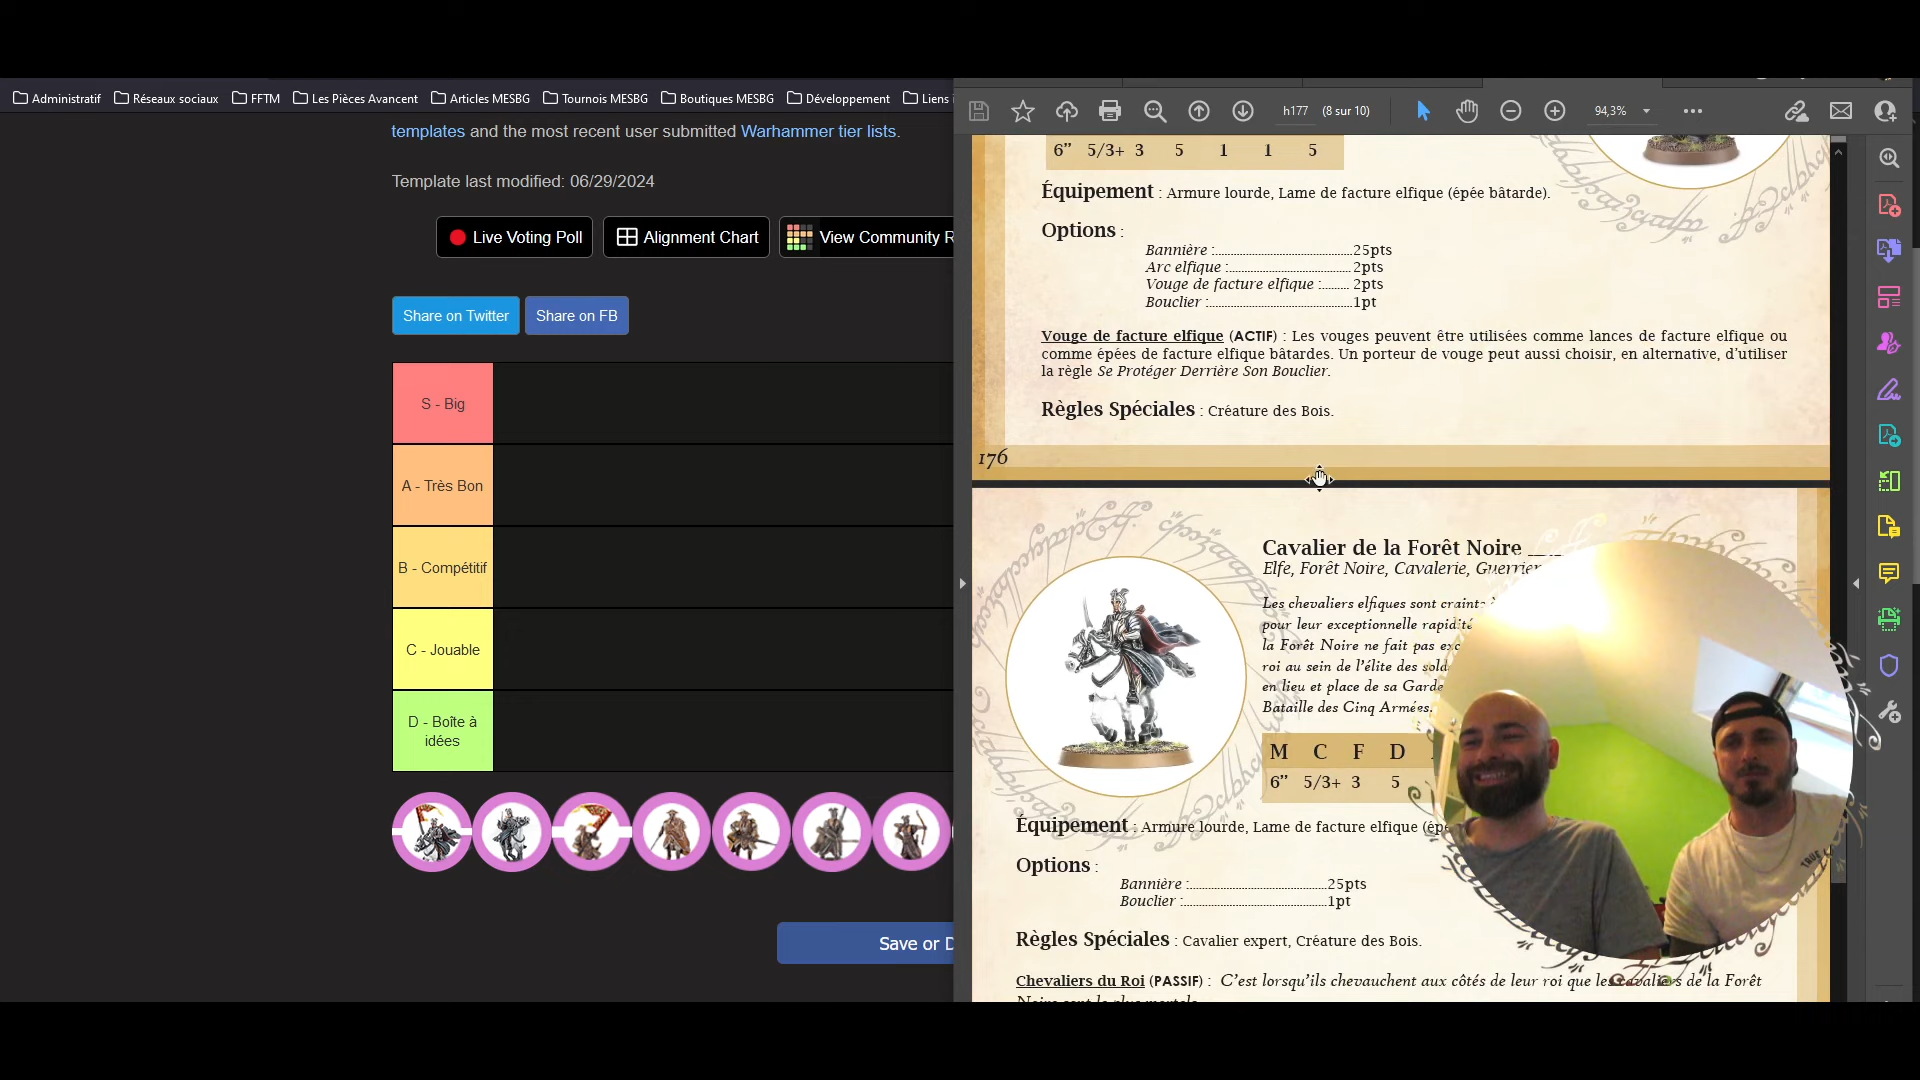 Administratif
Réseaux sociaux
FFTM
Les Pièces Avancent
Articles MESBG
Tournois MESBG
Boutiques MESBG
Développement
Liens
templates and the most recent user submitted Warhammer tier lists.
Template last modified: 06/29/2024
Live Voting Poll
Alignment Chart
View Community R
Share on Twitter
Share on FB
S - Big
A - Très Bon
B - Compétitif
C - Jouable
D - Boîte à
idées
Save or D
h177
(8 sur 10)
94,3%
6” 5/3+ 3 5 1 1 5
Équipement : Armure lourde, Lame de facture elfique (épée bâtarde).
Options :
Bannière :............25pts
Arc elfique :............2pts
Vouge de facture elfique :.......... 2pts
Bouclier :............1pt
Vouge de facture elfique (ACTIF) : Les vouges peuvent être utilisées comme lances de facture elfique ou
comme épées de facture elfique bâtardes. Un porteur de vouge peut aussi choisir, en alternative, d’utiliser
la règle Se Protéger Derrière Son Bouclier.
Règles Spéciales : Créature des Bois.
176
Cavalier de la Forêt Noire
Elfe, Forêt Noire, Cavalerie, Guerrier
Les chevaliers elfiques sont craints
pour leur exceptionnelle rapidité
la Forêt Noire ne fait pas
roi au sein de l’élite des
en lieu et place de sa Garde
Bataille des Cinq Armées.
M C F D
6” 5/3+ 3 5
Équipement : Armure lourde, Lame de facture elfique
Options :
Bannière :............25pts
Bouclier :............1pt
Règles Spéciales : Cavalier expert, Créature des Bois.
Chevaliers du Roi (PASSIF) : C’est lorsqu’ils chevauchent aux côtés de leur roi que les cavaliers de la Forêt